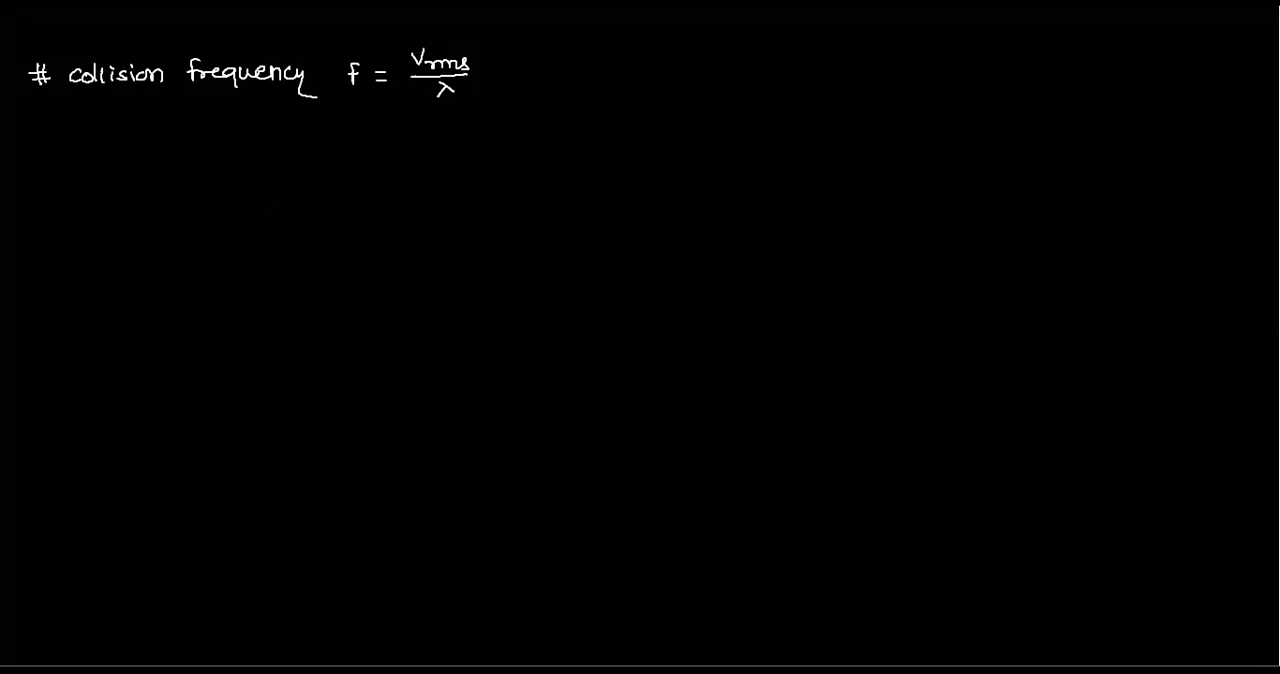 # collision frequency f = Vrms/λ